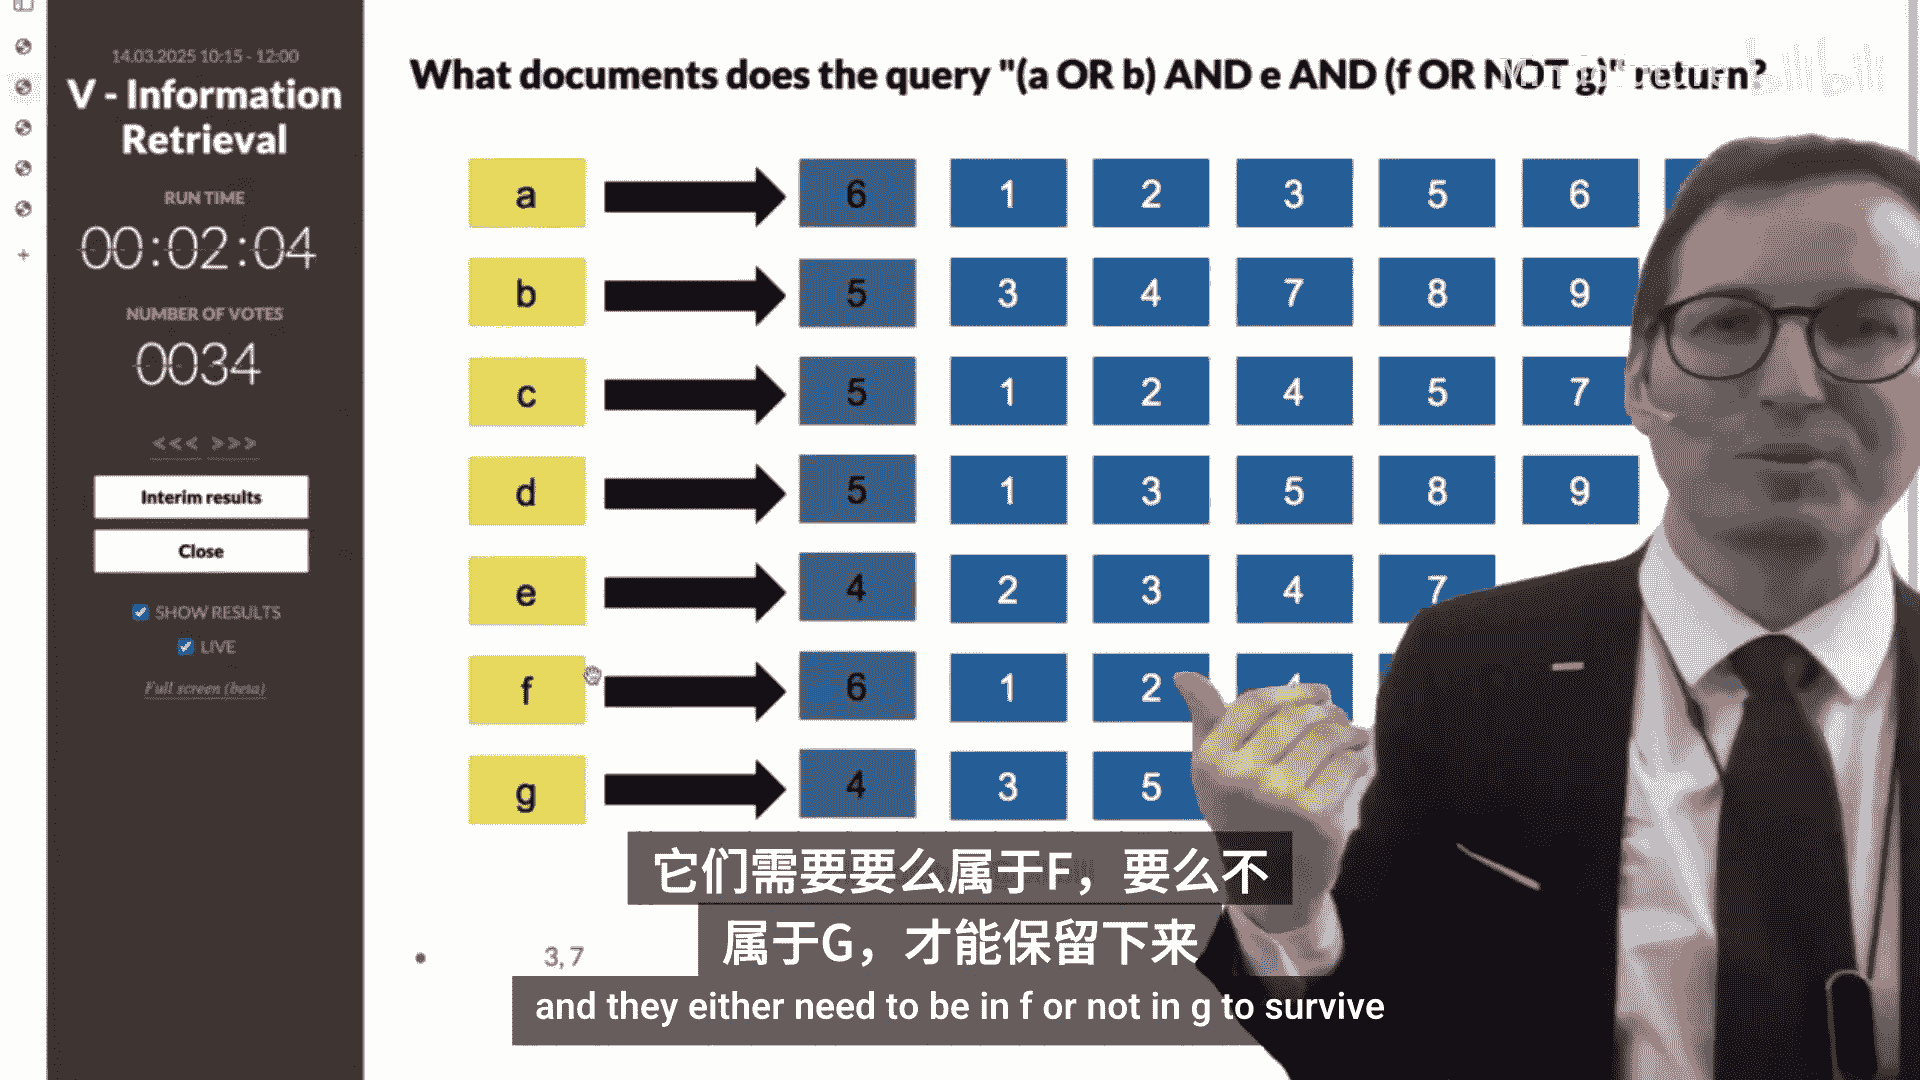 14.03.2025 10:15 - 12:00
V - Information
Retrieval
RUN TIME
00:02:04
NUMBER OF VOTES
0034
<<< >>>
Interim results
Close
SHOW RESULTS
LIVE
Full screen (beta)
What documents does the query "(a OR b) AND e AND (f OR NOT g)" return?
bilibili
a 6 1 2 3 5 6
b 5 3 4 7 8 9
c 5 1 2 4 5 7
d 5 1 3 5 8 9
e 4 2 3 4 7
f 6 1 2 4
g 4 3 5
3, 7
它们需要要么属于F，要么不
属于G，才能保留下来
and they either need to be in f or not in g to survive